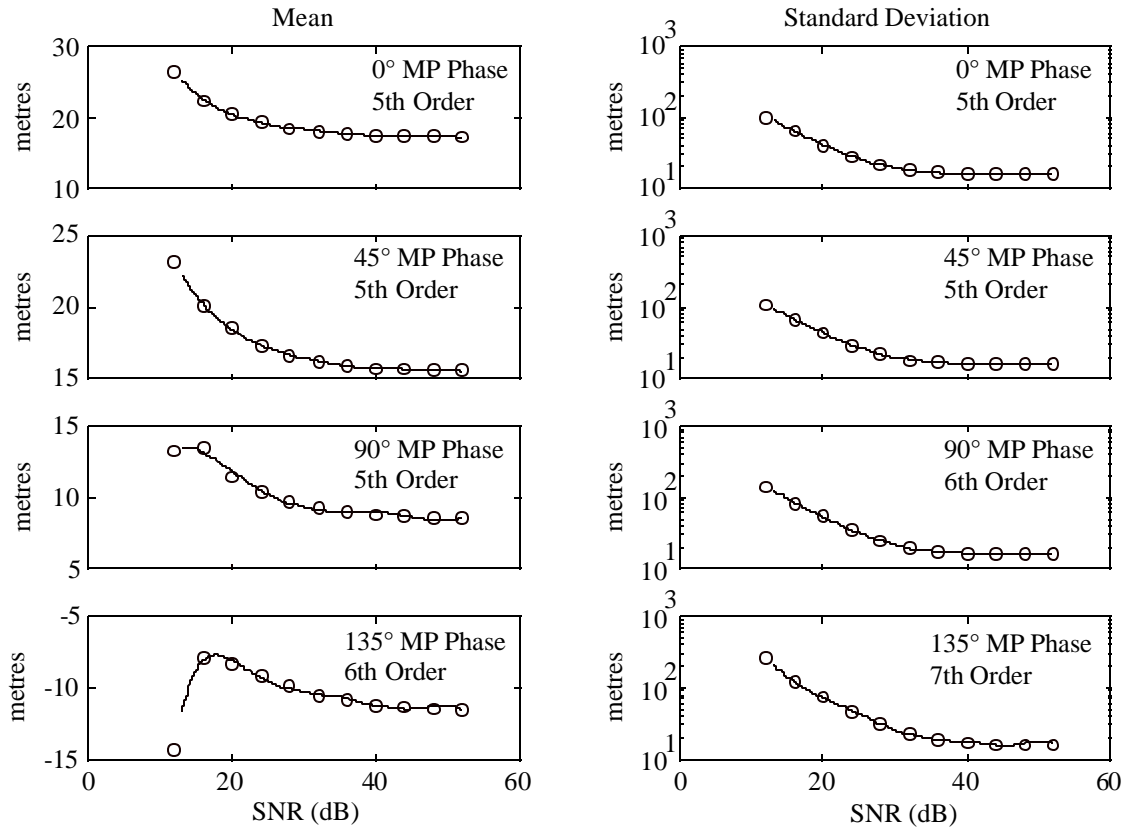 Mean
30
20
10
metres
0° MP Phase
5th Order
25
20
15
metres
45° MP Phase
5th Order
15
10
5
metres
90° MP Phase
5th Order
-5
-10
-15
metres
135° MP Phase
6th Order
0 20 40 60
SNR (dB)
Standard Deviation
10^3
10^2
10^1
metres
0° MP Phase
5th Order
10^3
10^2
10^1
metres
45° MP Phase
5th Order
10^3
10^2
10^1
metres
90° MP Phase
6th Order
10^3
10^2
10^1
metres
135° MP Phase
7th Order
0 20 40 60
SNR (dB)